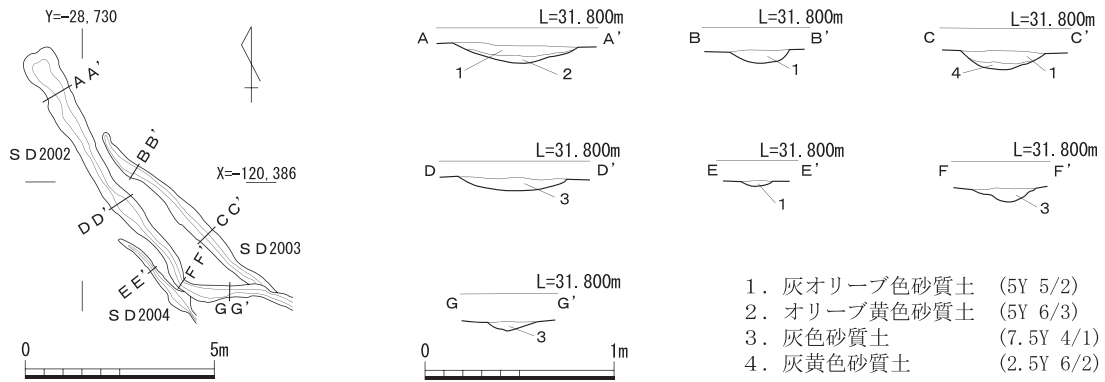 Y=-28,730
A A'
B B'
S D 2002
X=-120,386
D D'
C C'
S D 2003
F F'
E E'
G G'
S D 2004
0 5m
L=31.800m
A A'
1 2
L=31.800m
B B'
1
L=31.800m
C C'
4 1
L=31.800m
D D'
3
L=31.800m
E E'
1
L=31.800m
F F'
3
L=31.800m
G G'
3
0 1m
1．灰オリーブ色砂質土 (5Y 5/2)
2．オリーブ黄色砂質土 (5Y 6/3)
3．灰色砂質土 (7.5Y 4/1)
4．灰黄色砂質土 (2.5Y 6/2)